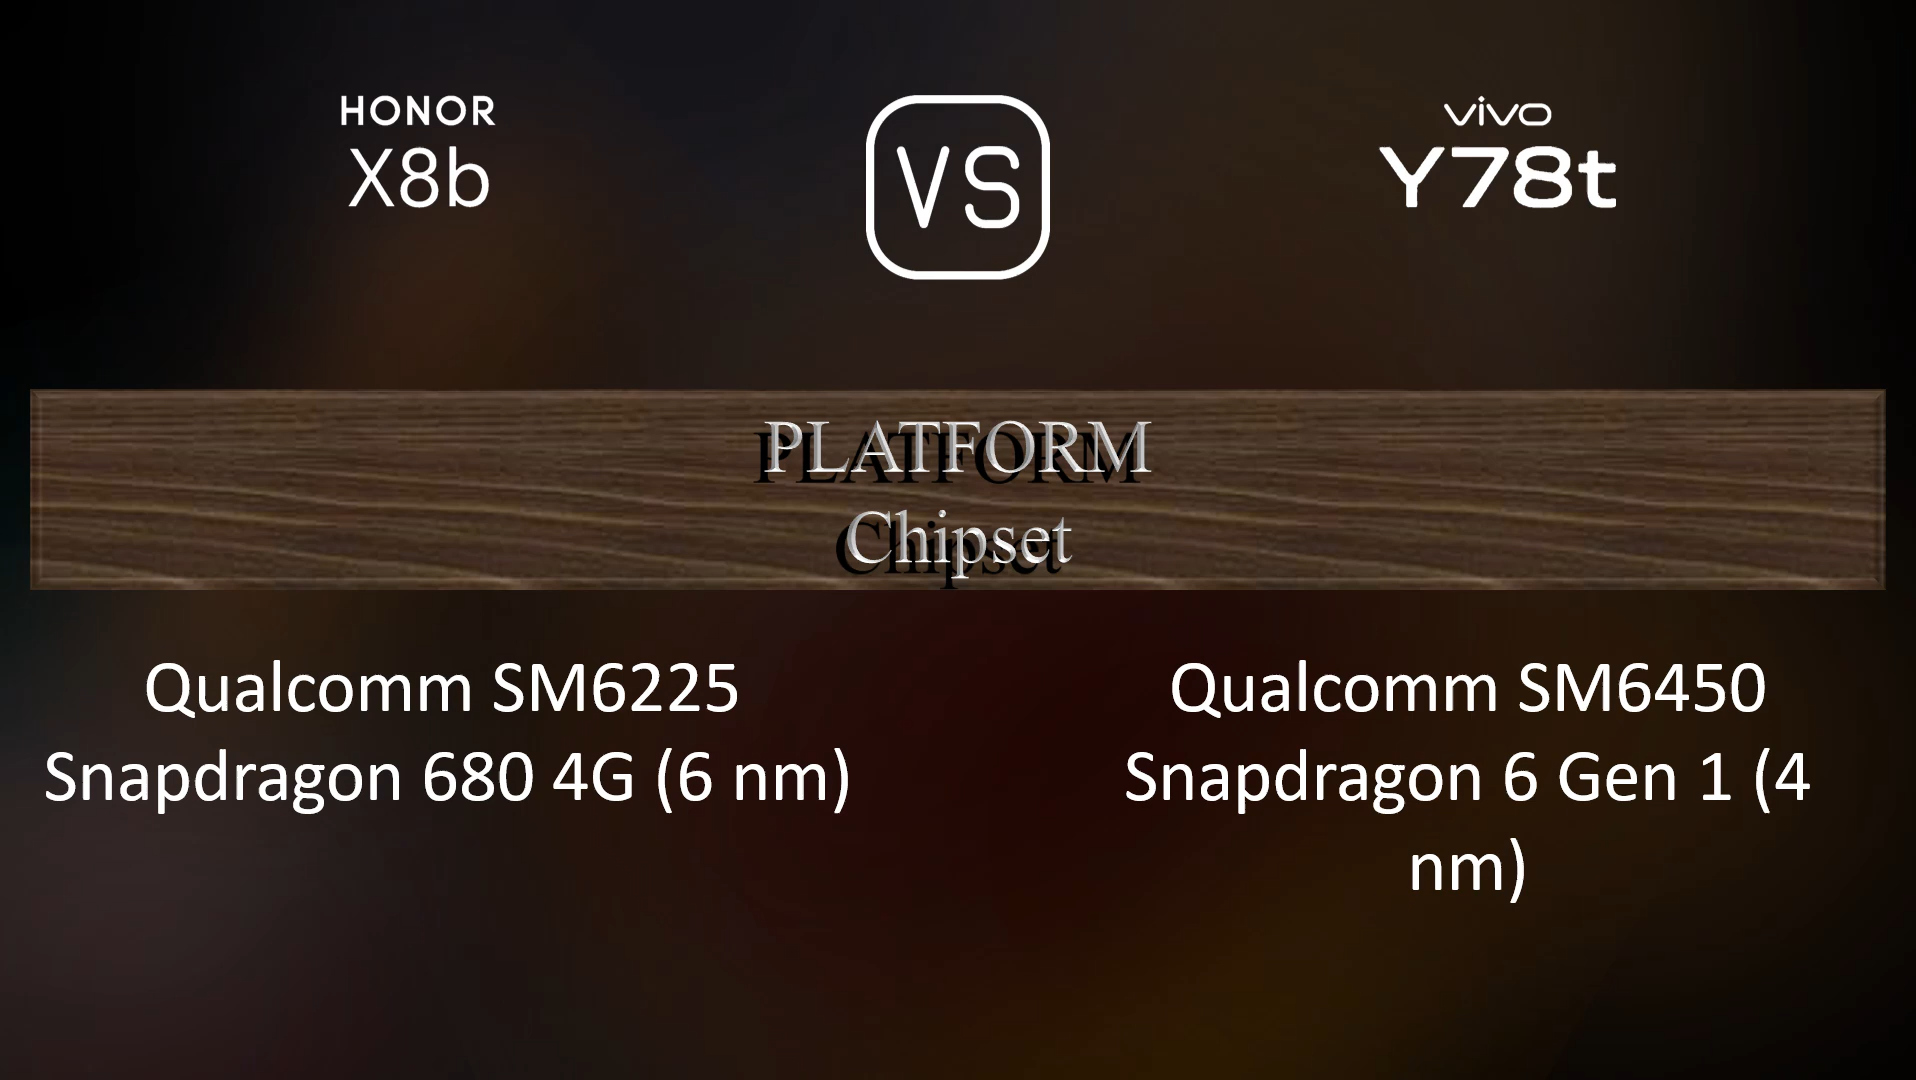 HONOR
X8b
VS
vivo
Y78t
PLATFORM
Chipset
Qualcomm SM6225
Snapdragon 680 4G (6 nm)
Qualcomm SM6450
Snapdragon 6 Gen 1 (4
nm)